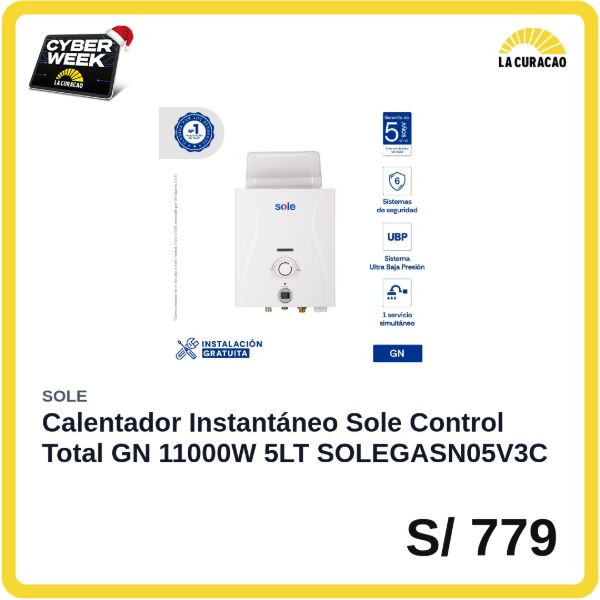 CYBER
WEEK
LA CURACAO
LA CURACAO
Nº1
Garantía de
5 AÑOS
6
Sistemas
de seguridad
sole
UBP
Sistema
Ultra Baja Presión
1 servicio
simultáneo
INSTALACIÓN
GRATUITA
GN
SOLE
Calentador Instantáneo Sole Control
Total GN 11000W 5LT SOLEGASN05V3C
S/ 779